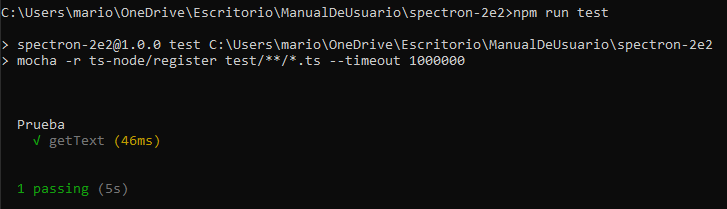 C:\Users\mario\OneDrive\Escritorio\ManualDeUsuario\spectron-2e2>npm run test
> spectron-2e2@1.0.0 test C:\Users\mario\OneDrive\Escritorio\ManualDeUsuario\spectron-2e2
> mocha -r ts-node/register test/**/*.ts --timeout 1000000
Prueba
√ getText (46ms)
1 passing (5s)